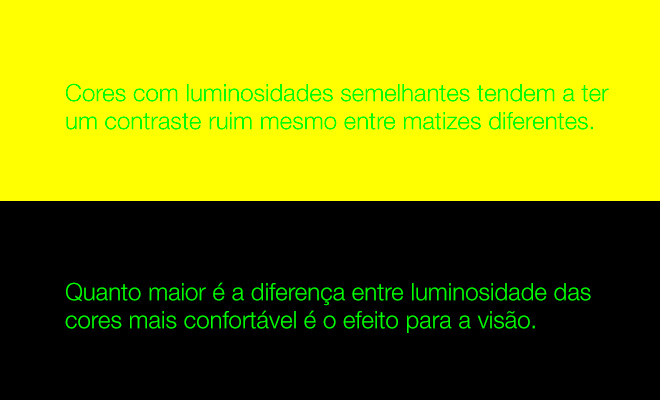 Cores com luminosidades semelhantes tendem a ter
um contraste ruim mesmo entre matizes diferentes.
Quanto maior é a diferença entre luminosidade das
cores mais confortável é o efeito para a visão.